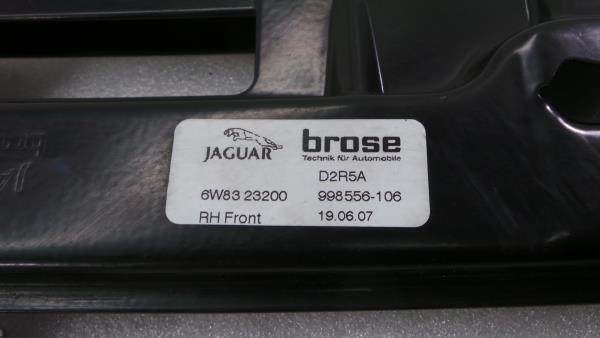 JAGUAR
brose
Technik für Automobile
D2R5A
6W83 23200 998556-106
RH Front 19.06.07